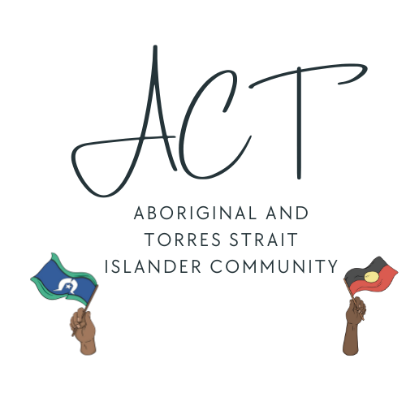 ACT
ABORIGINAL AND
TORRES STRAIT
ISLANDER COMMUNITY